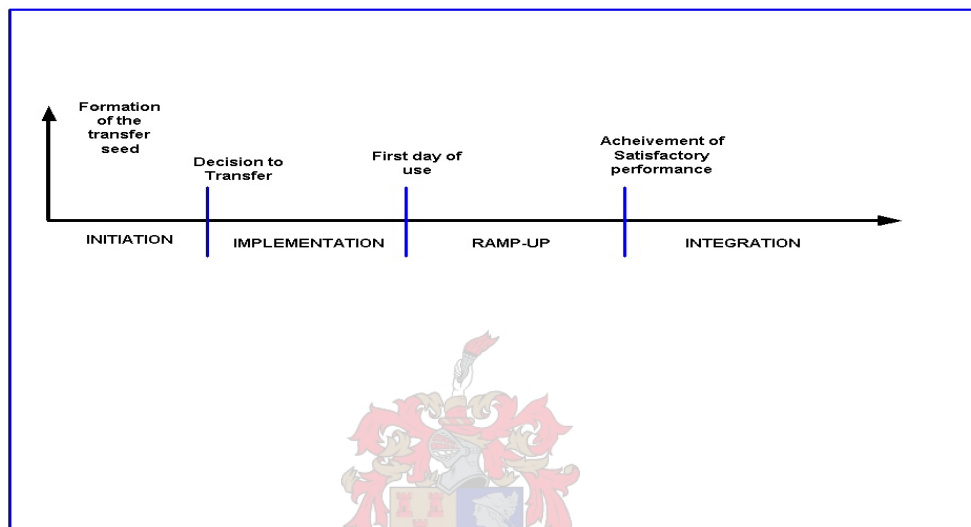 Formation
of the
transfer
seed
Decision to
Transfer
First day of
use
Acheivement of
Satisfactory
performance
INITIATION
IMPLEMENTATION
RAMP-UP
INTEGRATION